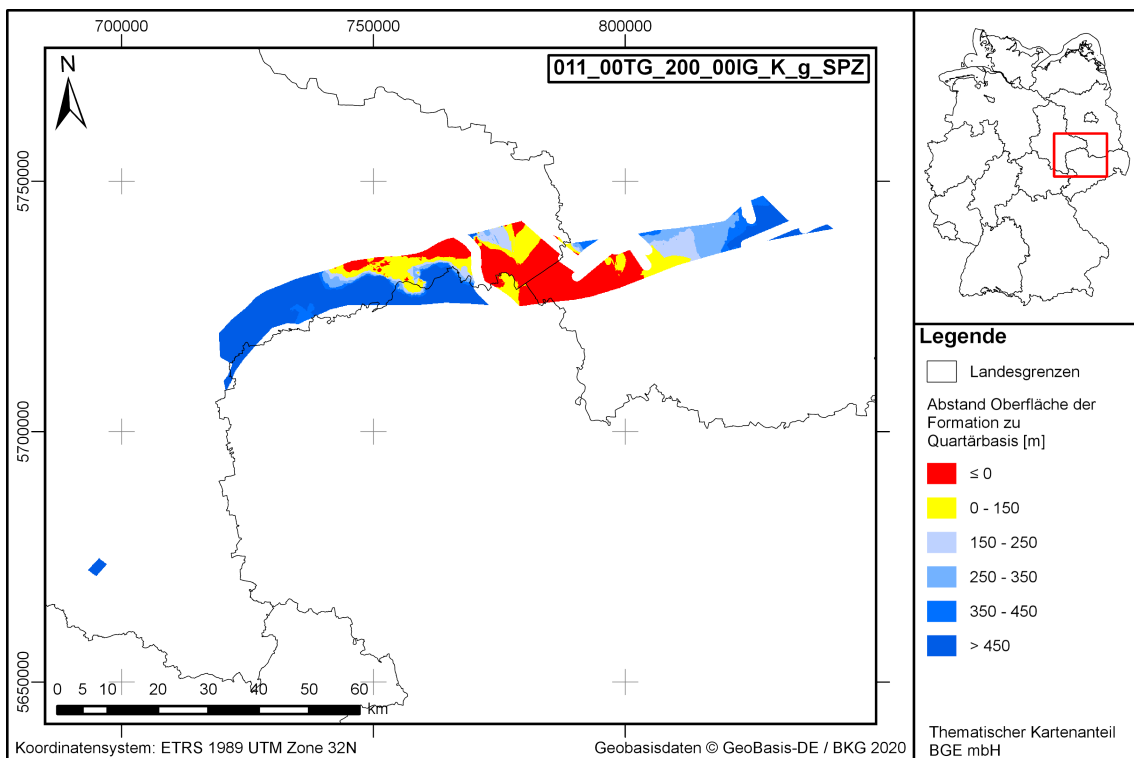 700000
750000
800000
5750000
5700000
5650000
N
011_00TG_200_00IG_K_g_SPZ
0 5 10 20 30 40 50 60
km
Koordinatensystem: ETRS 1989 UTM Zone 32N
Geobasisdaten © GeoBasis-DE / BKG 2020
Legende
Landesgrenzen
Abstand Oberfläche der
Formation zu
Quartärbasis [m]
≤ 0
0 - 150
150 - 250
250 - 350
350 - 450
> 450
Thematischer Kartenanteil
BGE mbH